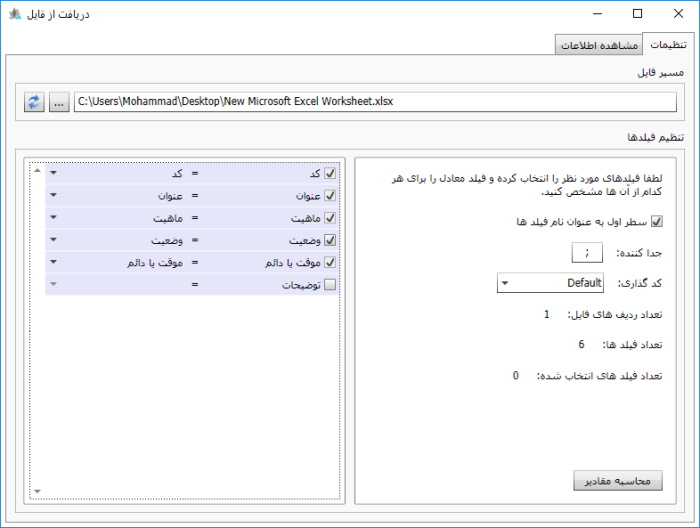 دریافت از فایل
تنظیمات
مشاهده اطلاعات
مسیر فایل
C:\Users\Mohammad\Desktop\New Microsoft Excel Worksheet.xlsx
...
تنظیم فیلدها
لطفا فیلدهای مورد نظر را انتخاب کرده و فیلد معادل را برای هر
کدام از آن ها مشخص کنید.
سطر اول به عنوان نام فیلد ها
جدا کننده: ;
کد گذاری: Default
تعداد ردیف های فایل: 1
تعداد فیلد ها: 6
تعداد فیلد های انتخاب شده: 0
محاسبه مقادیر
کد = کد
عنوان = عنوان
ماهیت = ماهیت
وضعیت = وضعیت
موقت یا دائم = موقت یا دائم
توضیحات =